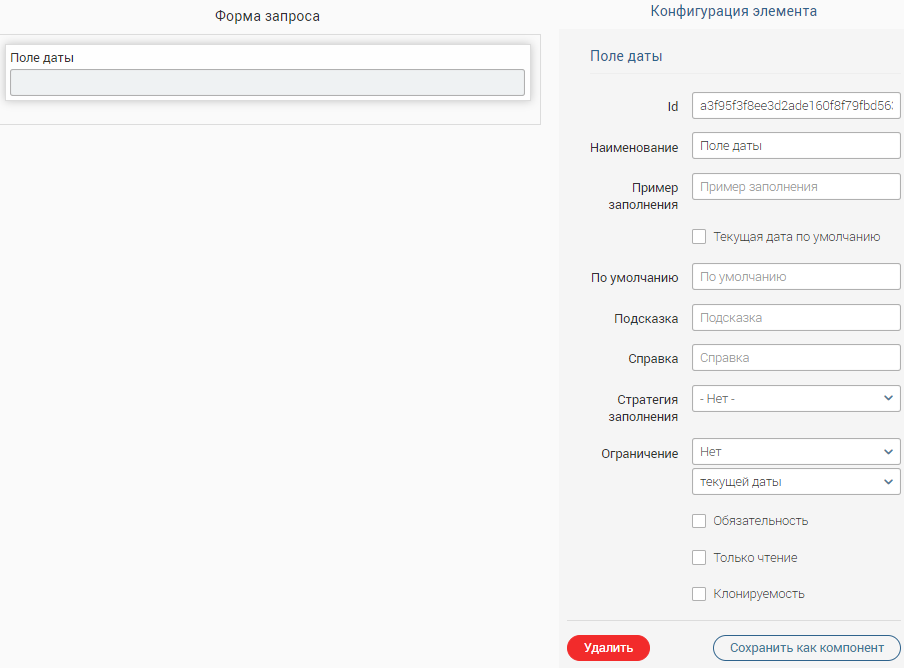 Форма запроса
Поле даты
Конфигурация элемента
Поле даты
Id
a3f95f3f8ee3d2ade160f8f79fbd563
Наименование
Поле даты
Пример
заполнения
Пример заполнения
Текущая дата по умолчанию
По умолчанию
По умолчанию
Подсказка
Подсказка
Справка
Справка
Стратегия
заполнения
- Нет -
Ограничение
Нет
текущей даты
Обязательность
Только чтение
Клонируемость
Удалить
Сохранить как компонент